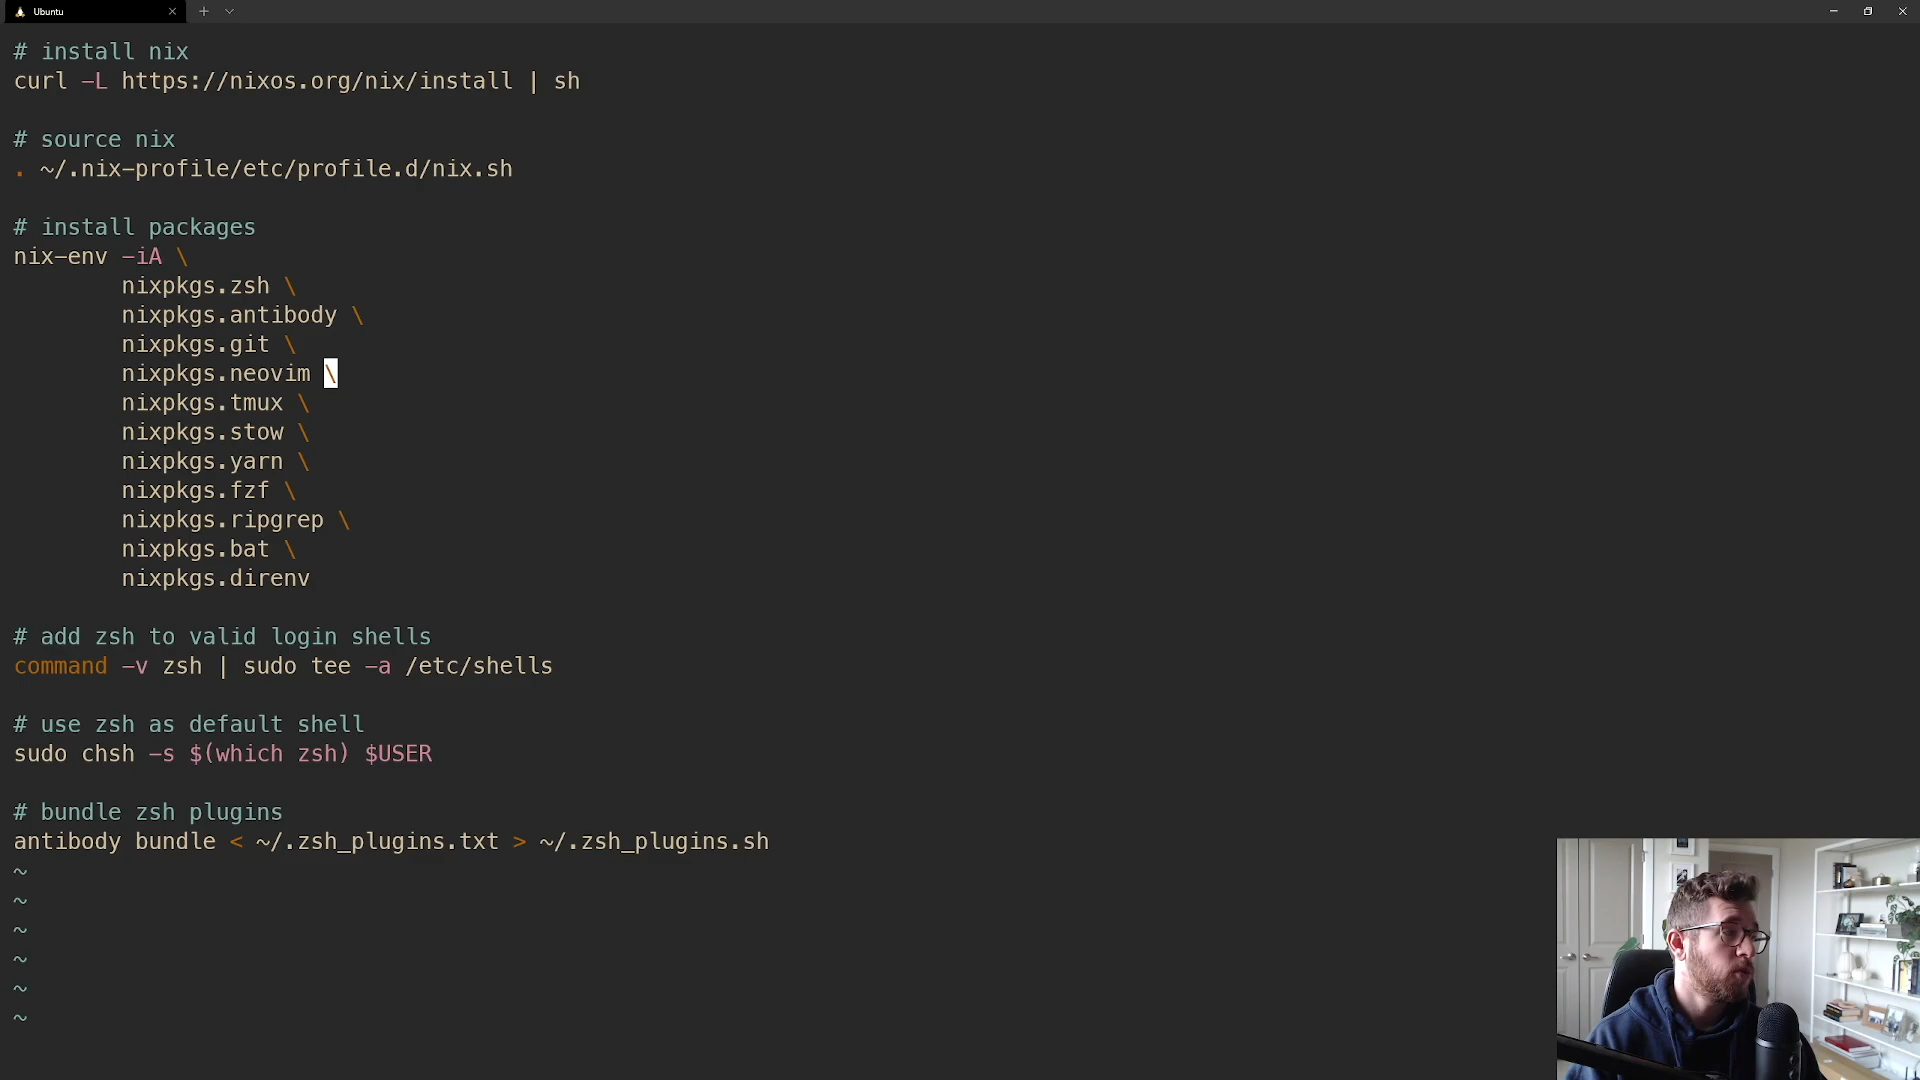 Ubuntu
# install nix
curl -L https://nixos.org/nix/install | sh
# source nix
. ~/.nix-profile/etc/profile.d/nix.sh
# install packages
nix-env -iA \
nixpkgs.zsh \
nixpkgs.antibody \
nixpkgs.git \
nixpkgs.neovim \
nixpkgs.tmux \
nixpkgs.stow \
nixpkgs.yarn \
nixpkgs.fzf \
nixpkgs.ripgrep \
nixpkgs.bat \
nixpkgs.direnv
# add zsh to valid login shells
command -v zsh | sudo tee -a /etc/shells
# use zsh as default shell
sudo chsh -s $(which zsh) $USER
# bundle zsh plugins
antibody bundle < ~/.zsh_plugins.txt > ~/.zsh_plugins.sh
~
~
~
~
~
~